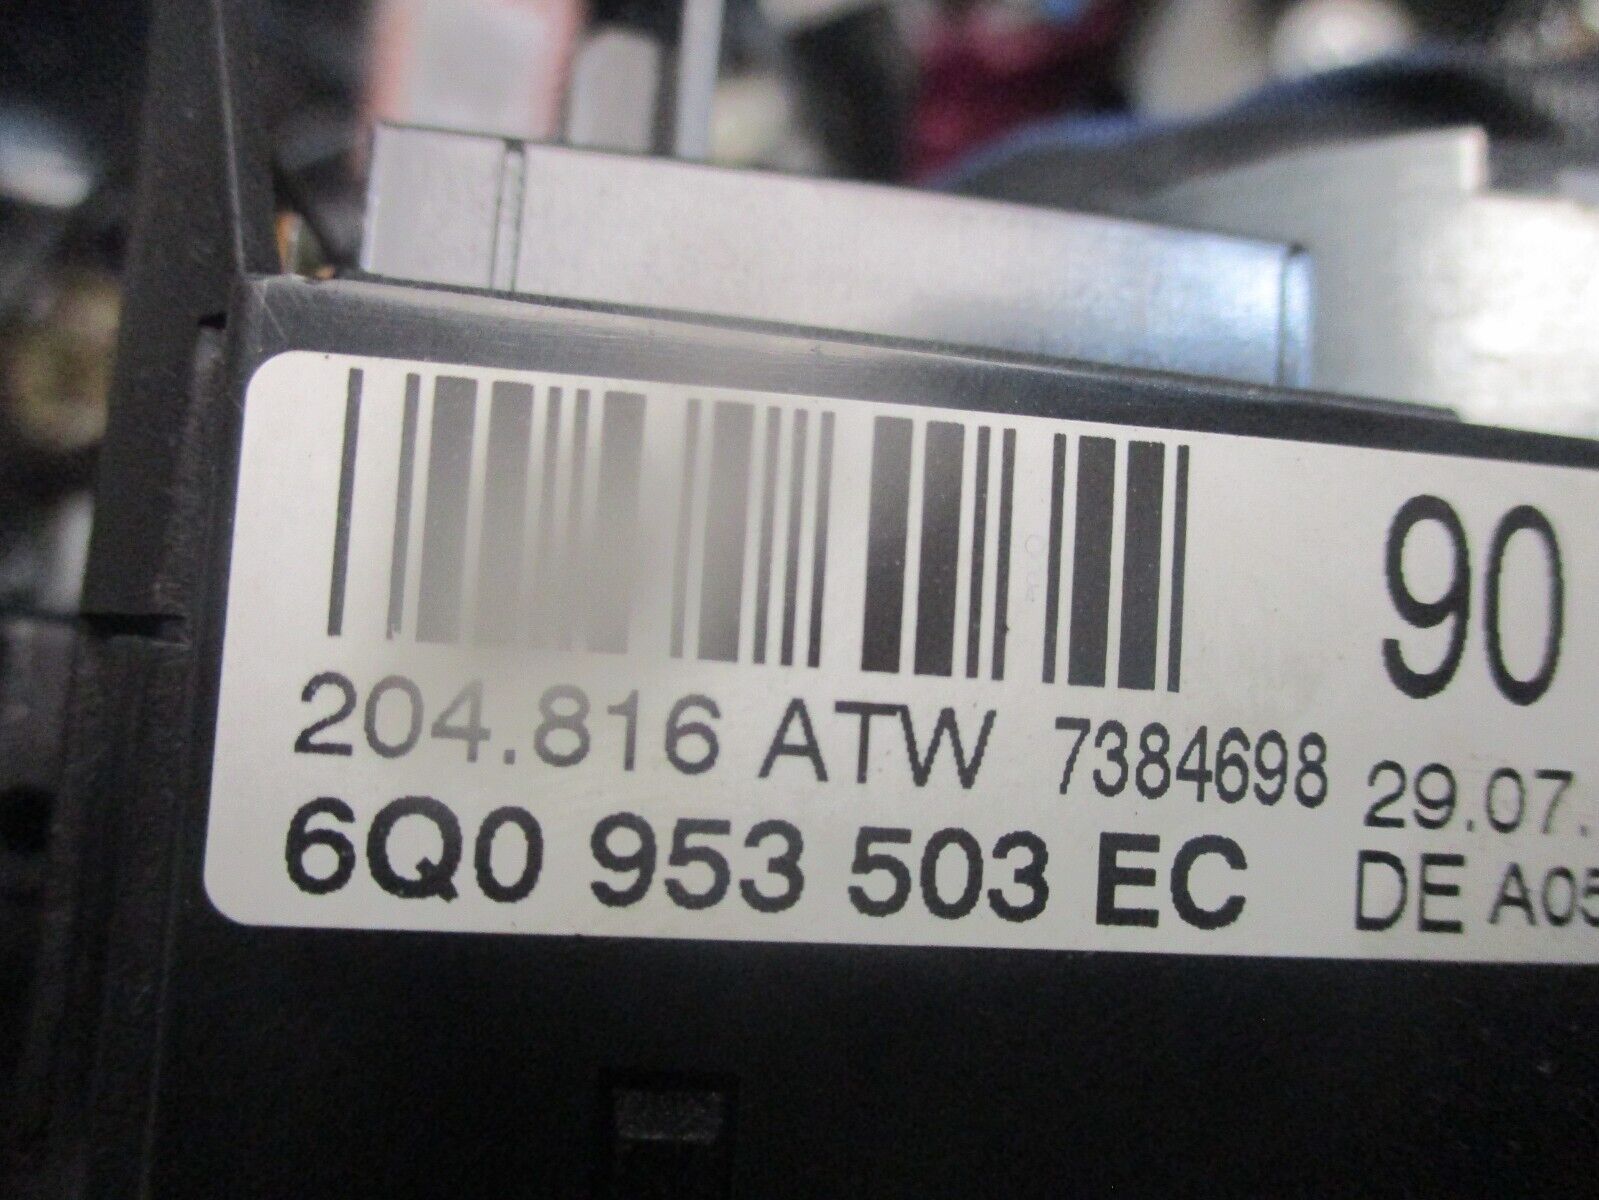 90
204.816 ATW 7384698 29.07.
6Q0 953 503 EC DE A05